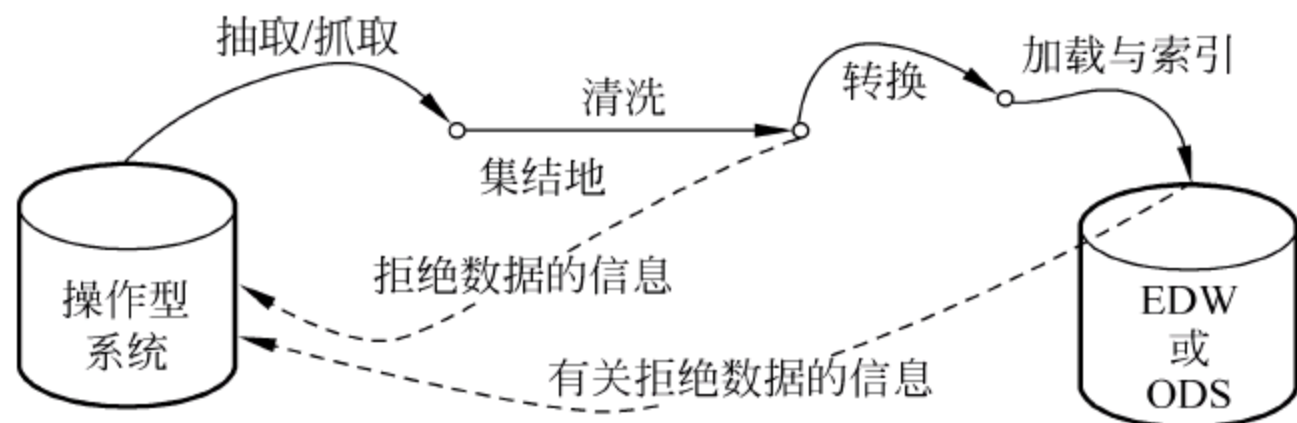 抽取/抓取
清洗
转换
加载与索引
集结地
拒绝数据的信息
操作型
系统
有关拒绝数据的信息
EDW
或
ODS